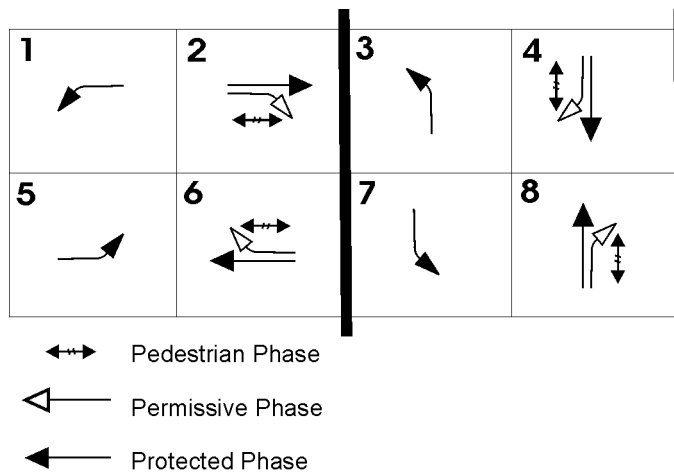 1 2 3 4
5 6 7 8
Pedestrian Phase
Permissive Phase
Protected Phase